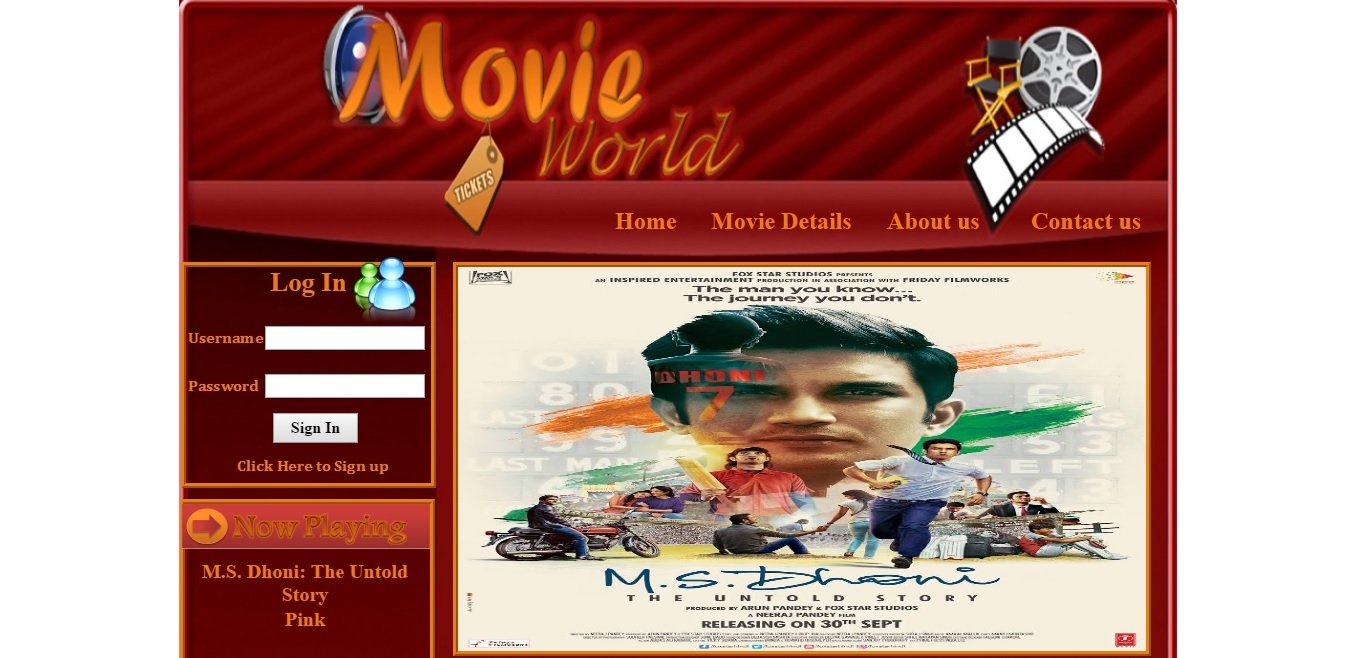 Movie
World
TICKETS
Home Movie Details About us Contact us
Log In
Username
Password
Sign In
Click Here to Sign up
Now Playing
M.S. Dhoni: The Untold
Story
Pink
FOX STAR STUDIOS PRESENTS
AN INSPIRED ENTERTAINMENT PRODUCTION IN ASSOCIATION WITH FRIDAY FILMWORKS
The man you know...
The journey you don't.
DHONI
7
LAST MAN
LEFT
M.S.Dhoni
THE UNTOLD STORY
PRODUCED BY ARUN PANDEY & FOX STAR STUDIOS
A NEERAJ PANDEY FILM
RELEASING ON 30TH SEPT